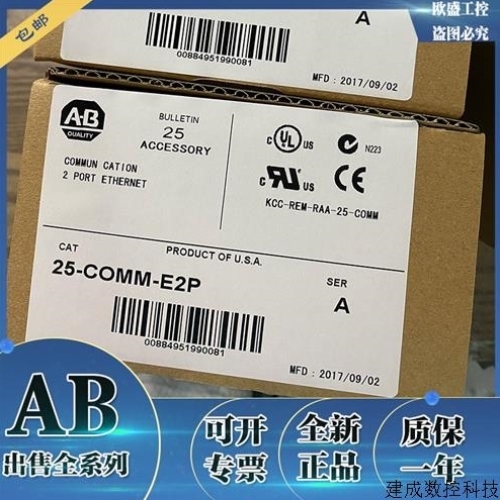 包邮
欧盛工控
盗图必究
A
00884951990081
MFD : 2017/09/02
A-B
QUALITY
BULLETIN
25
ACCESSORY
COMMUN CATION
2 PORT ETHERNET
C UL US
N223
C US
CE
KCC-REM-RAA-25-COMM
PRODUCT OF U.S.A.
CAT
25-COMM-E2P
SER
A
00884951990081
MFD : 2017/09/02
AB
出售全系列
可开
专票
全新
正品
质保
一年
建成数控科技